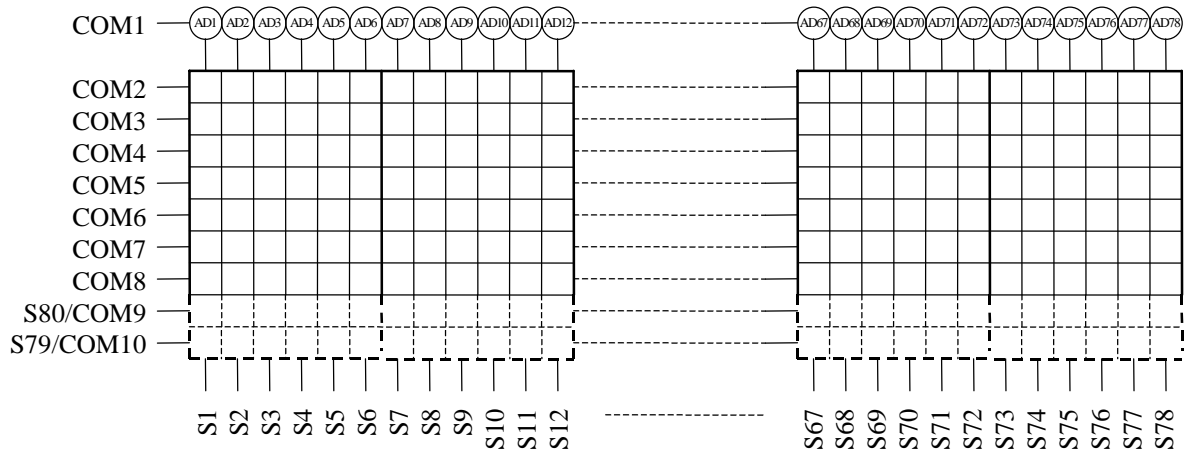 COM1 AD1 AD2 AD3 AD4 AD5 AD6 AD7 AD8 AD9 AD10 AD11 AD12 AD67 AD68 AD69 AD70 AD71 AD72 AD73 AD74 AD75 AD76 AD77 AD78
COM2
COM3
COM4
COM5
COM6
COM7
COM8
S80/COM9
S79/COM10
S1 S2 S3 S4 S5 S6 S7 S8 S9 S10 S11 S12 S67 S68 S69 S70 S71 S72 S73 S74 S75 S76 S77 S78